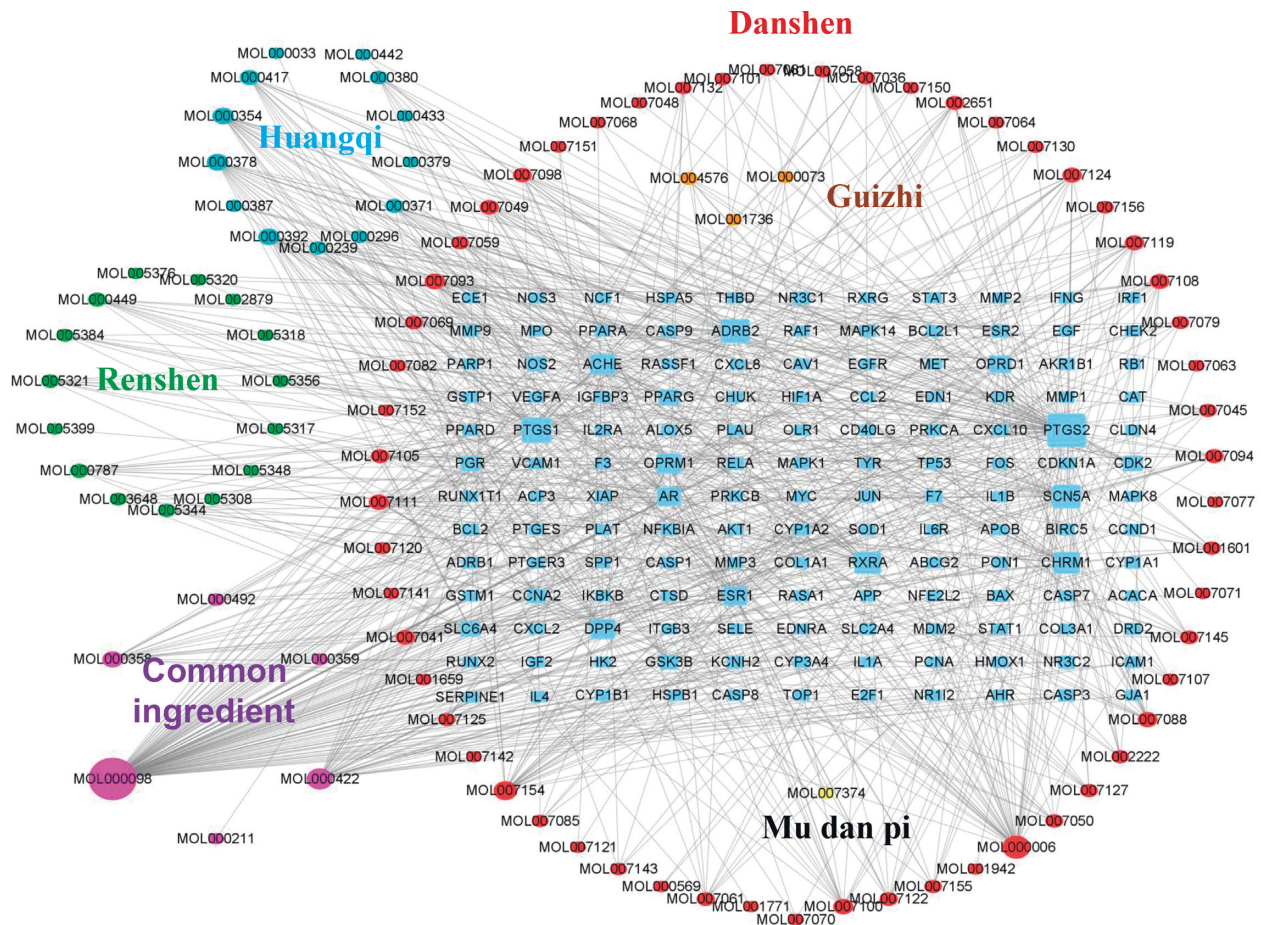 Danshen
MOL000033
MOL000442
MOL000417
MOL000380
MOL000354
MOL000433
Huangqi
MOL000378
MOL000379
MOL000387
MOL000371
MOL000392
MOL000296
MOL000239
MOL007132
MOL007101
MOL007081
MOL007058
MOL007036
MOL007150
MOL002651
MOL007048
MOL007068
MOL007064
MOL007151
MOL007130
MOL007098
MOL007124
MOL004576
MOL000073
Guizhi
MOL001736
MOL007049
MOL007156
MOL007059
MOL007119
MOL007093
MOL007108
MOL005376
MOL005320
MOL000449
MOL002879
MOL005384
MOL005318
MOL005321
Renshen
MOL005356
MOL005399
MOL005317
MOL000787
MOL005348
MOL003648
MOL005308
MOL005344
MOL007069
MOL007079
MOL007082
MOL007063
MOL007152
MOL007045
MOL007105
MOL007094
MOL007111
MOL007077
MOL007120
MOL001601
MOL007141
MOL007071
MOL007041
MOL007145
MOL001659
MOL007107
MOL007125
MOL007088
ECE1 NOS3 NCF1 HSPA5 THBD NR3C1 RXRG STAT3 MMP2 IFNG IRF1
MMP9 MPO PPARA CASP9 ADRB2 RAF1 MAPK14 BCL2L1 ESR2 EGF CHEK2
PARP1 NOS2 ACHE RASSF1 CXCL8 CAV1 EGFR MET OPRD1 AKR1B1 RB1
GSTP1 VEGFA IGFBP3 PPARG CHUK HIF1A CCL2 EDN1 KDR MMP1 CAT
PPARD PTGS1 IL2RA ALOX5 PLAU OLR1 CD40LG PRKCA CXCL10 PTGS2 CLDN4
PGR VCAM1 F3 OPRM1 RELA MAPK1 TYR TP53 FOS CDKN1A CDK2
RUNX1T1 ACP3 XIAP AR PRKCB MYC JUN F7 IL1B SCN5A MAPK8
BCL2 PTGES PLAT NFKBIA AKT1 CYP1A2 SOD1 IL6R APOB BIRC5 CCND1
ADRB1 PTGER3 SPP1 CASP1 MMP3 COL1A1 RXRA ABCG2 PON1 CHRM1 CYP1A1
GSTM1 CCNA2 IKBKB CTSD ESR1 RASA1 APP NFE2L2 BAX CASP7 ACACA
SLC6A4 CXCL2 DPP4 ITGB3 SELE EDNRA SLC2A4 MDM2 STAT1 COL3A1 DRD2
RUNX2 IGF2 HK2 GSK3B KCNH2 CYP3A4 IL1A PCNA HMOX1 NR3C2 ICAM1
SERPINE1 IL4 CYP1B1 HSPB1 CASP8 TOP1 E2F1 NR1I2 AHR CASP3 GJA1
MOL000492
MOL000358
MOL000359
Common
ingredient
MOL000098
MOL000422
MOL000211
MOL007142
MOL002222
MOL007154
MOL007374
MOL007127
MOL007085
Mu dan pi
MOL007050
MOL007121
MOL000006
MOL007143
MOL001942
MOL000569
MOL007155
MOL007061
MOL007122
MOL001771
MOL007100
MOL007070